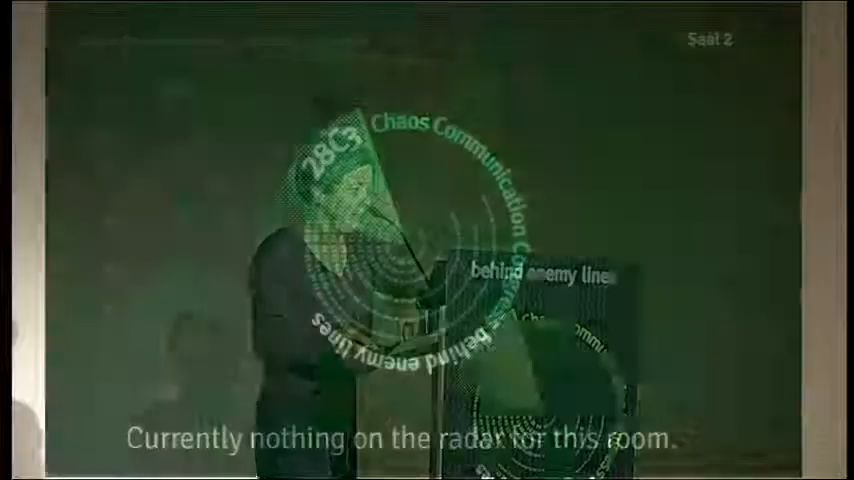 Saal 2
28C3 Chaos Communication Congress - behind enemy lines
behind enemy lines
Currently nothing on the radar for this room.